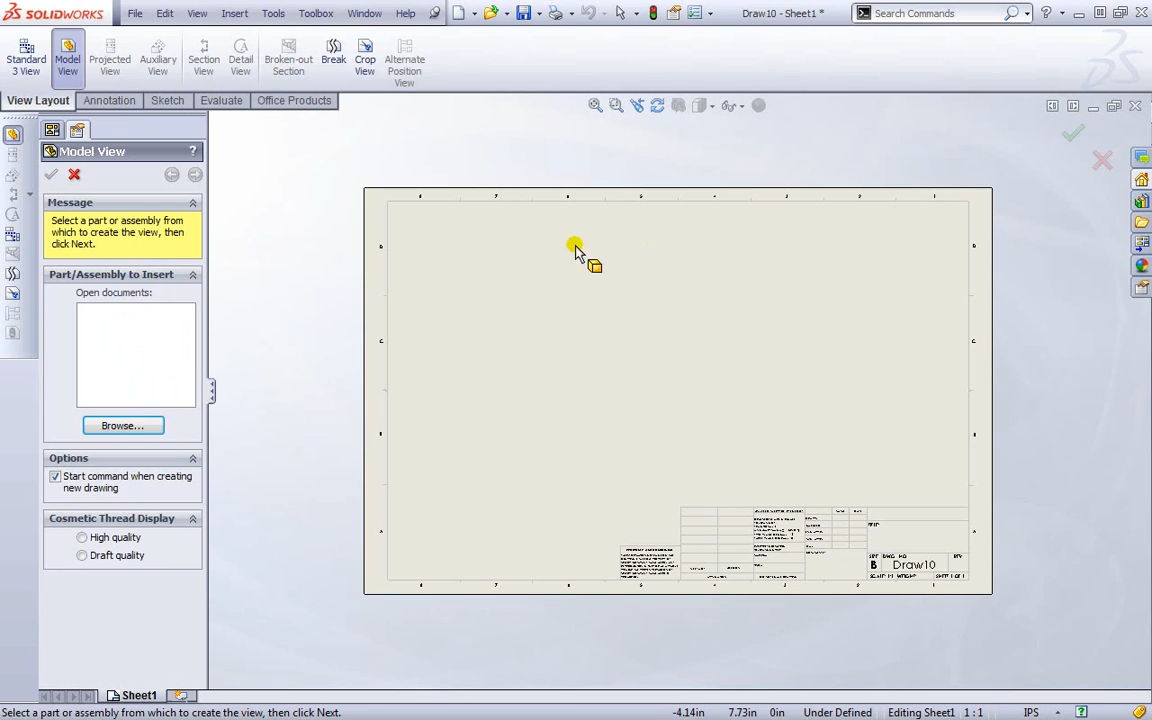 SOLIDWORKS File Edit View Insert Tools Toolbox Window Help Draw10 - Sheet1 * Search Commands
Standard 3 View
Model View
Projected View
Auxiliary View
Section View
Detail View
Broken-out Section
Break
Crop View
Alternate Position View
View Layout Annotation Sketch Evaluate Office Products
Model View ?
Message
Select a part or assembly from
which to create the view, then
click Next.
Part/Assembly to Insert
Open documents:
Browse...
Options
Start command when creating
new drawing
Cosmetic Thread Display
High quality
Draft quality
B Draw10
Sheet1
Select a part or assembly from which to create the view, then click Next. -4.14in 7.73in 0in Under Defined Editing Sheet1 1 : 1 IPS